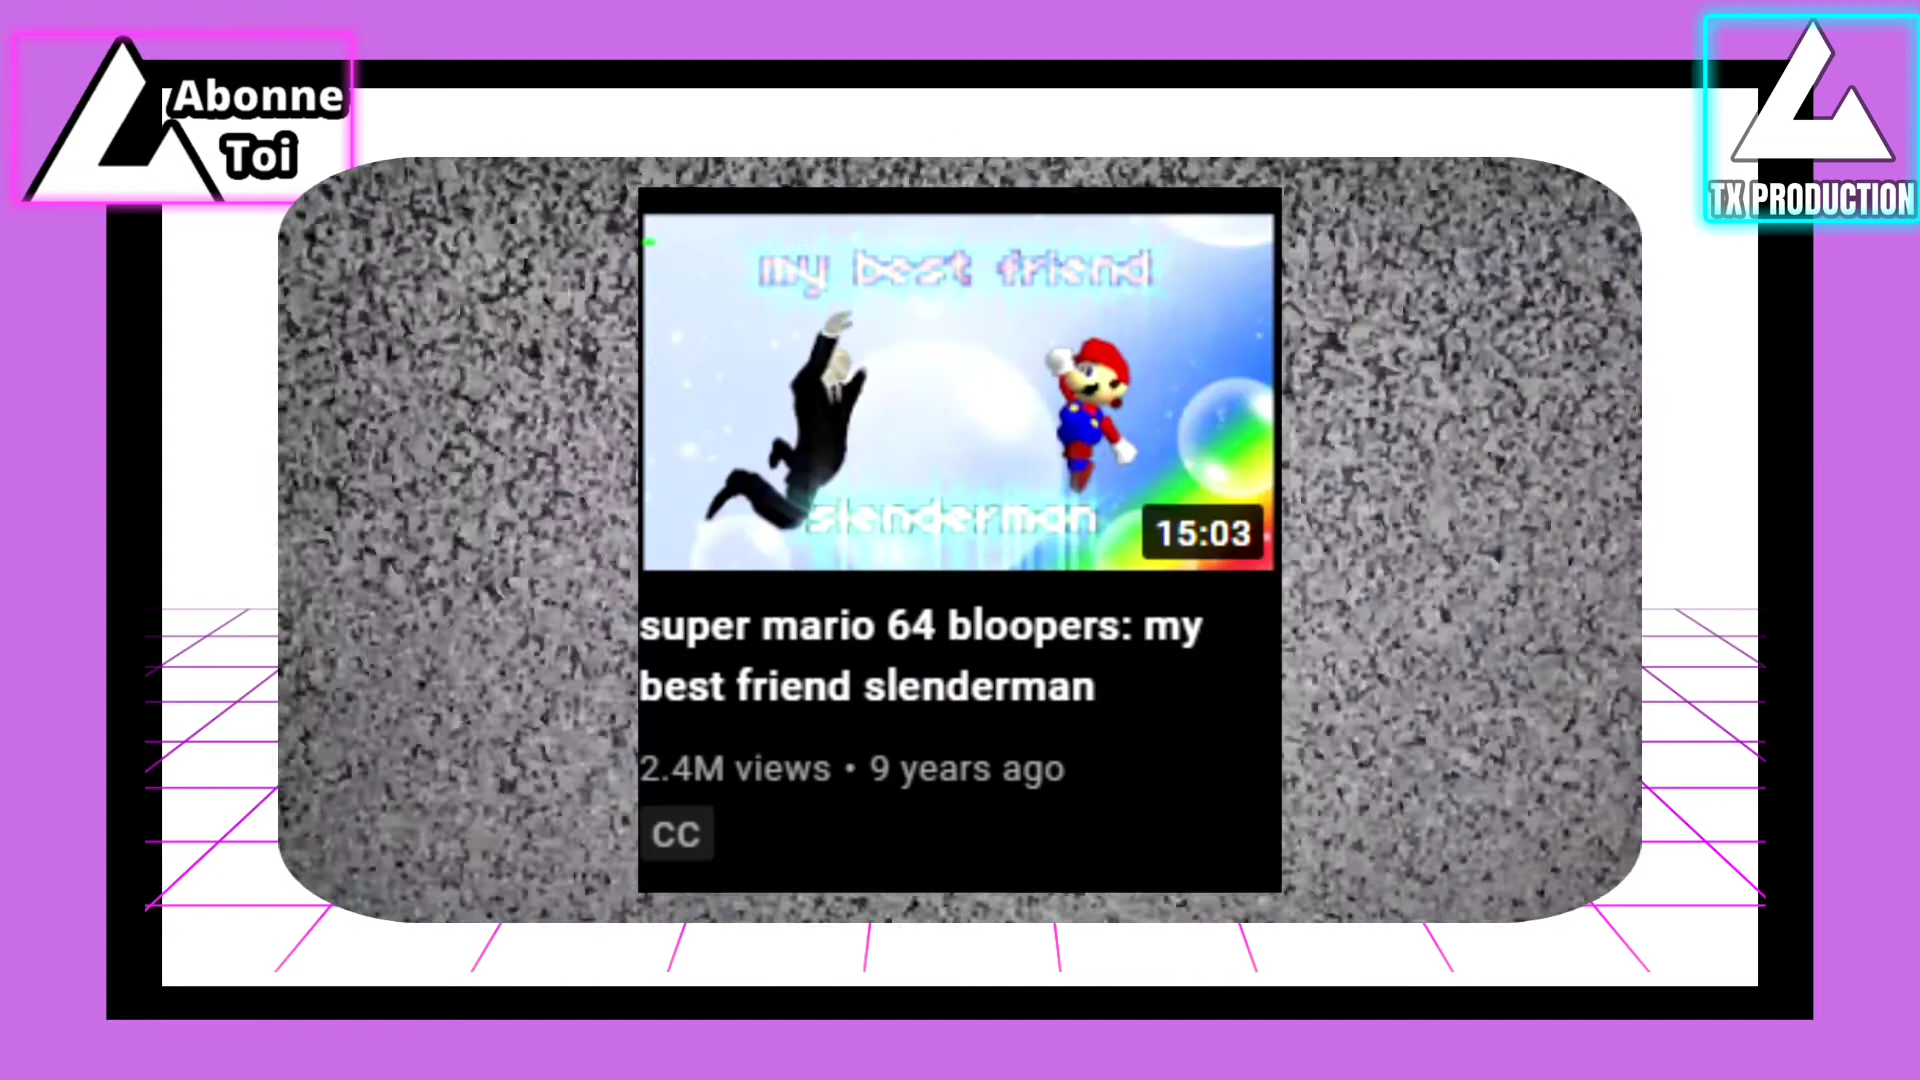 Abonne
Toi
TX PRODUCTION
my best friend
slenderman
15:03
super mario 64 bloopers: my
best friend slenderman
2.4M views • 9 years ago
CC